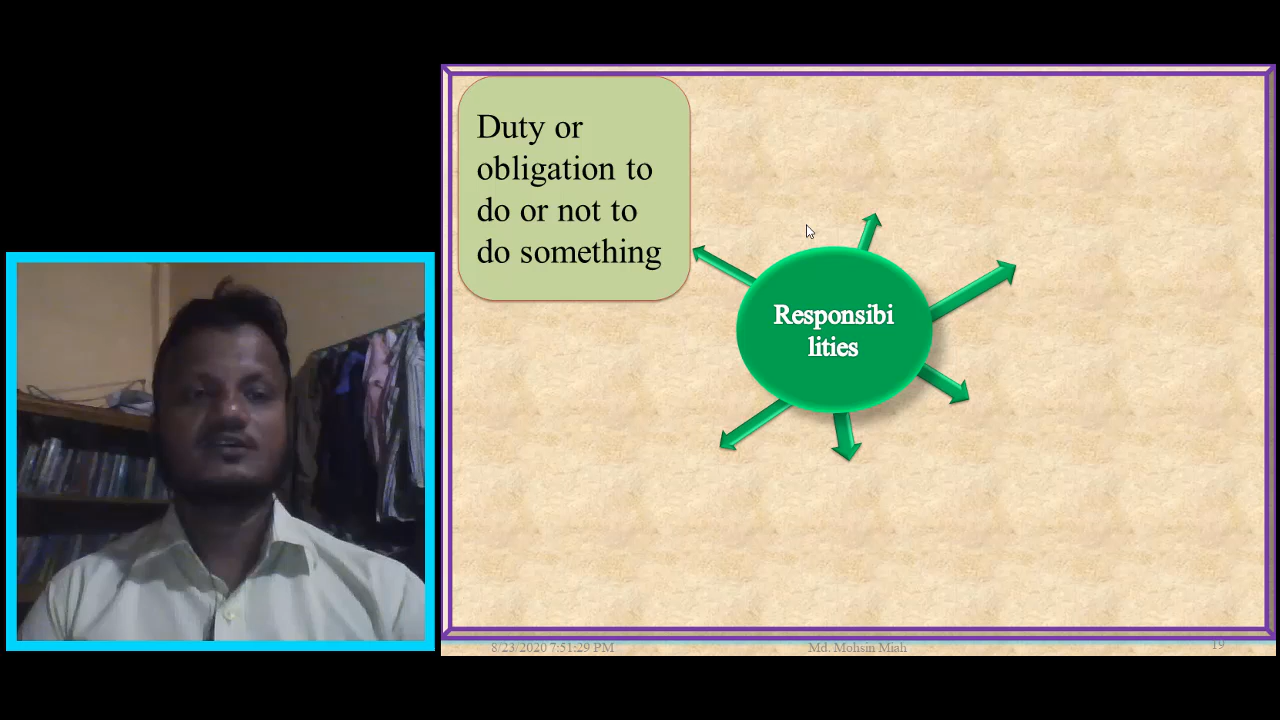 Duty or
obligation to
do or not to
do something
Responsibi
lities
8/23/2020 7:51:29 PM
Md. Mohsin Miah
19